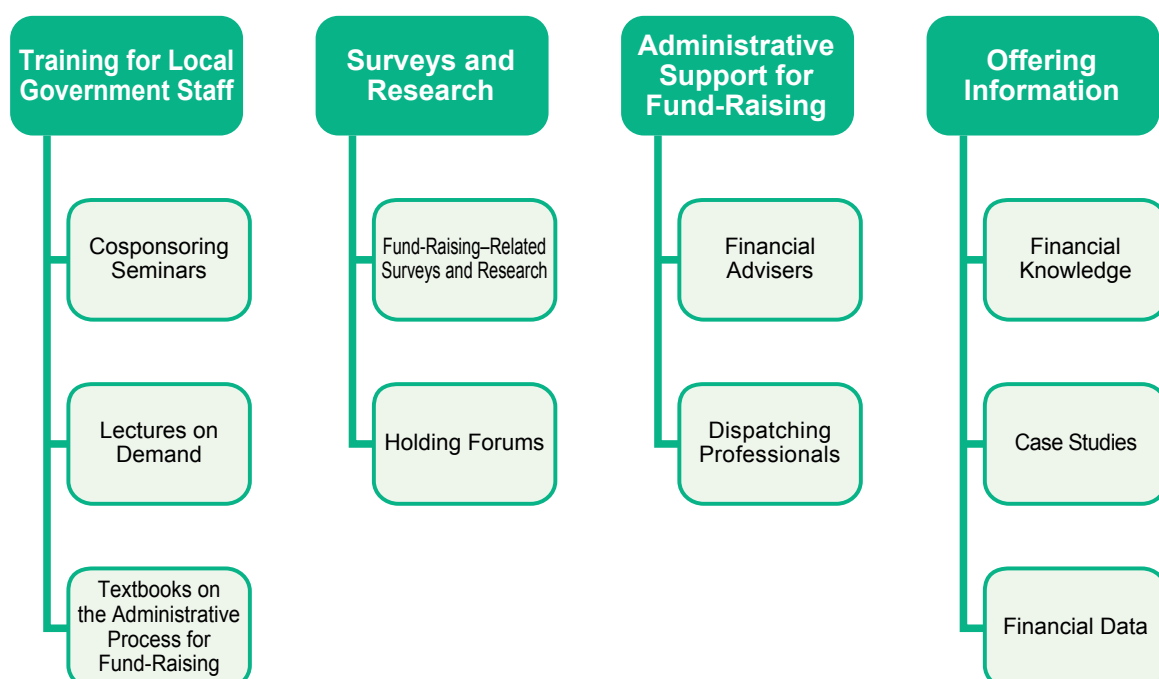 Training for Local
Government Staff
Cosponsoring
Seminars
Lectures on
Demand
Textbooks on
the Administrative
Process for
Fund-Raising
Surveys and
Research
Fund-Raising–Related
Surveys and Research
Holding Forums
Administrative
Support for
Fund-Raising
Financial
Advisers
Dispatching
Professionals
Offering
Information
Financial
Knowledge
Case Studies
Financial Data